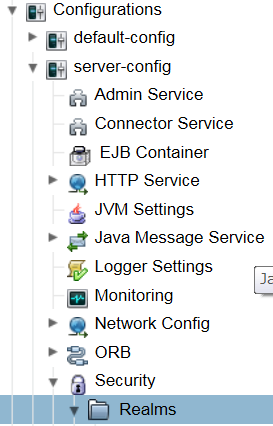 Configurations
default-config
server-config
Admin Service
Connector Service
EJB Container
HTTP Service
JVM Settings
Java Message Service
Logger Settings
Ja
Monitoring
Network Config
ORB
Security
Realms